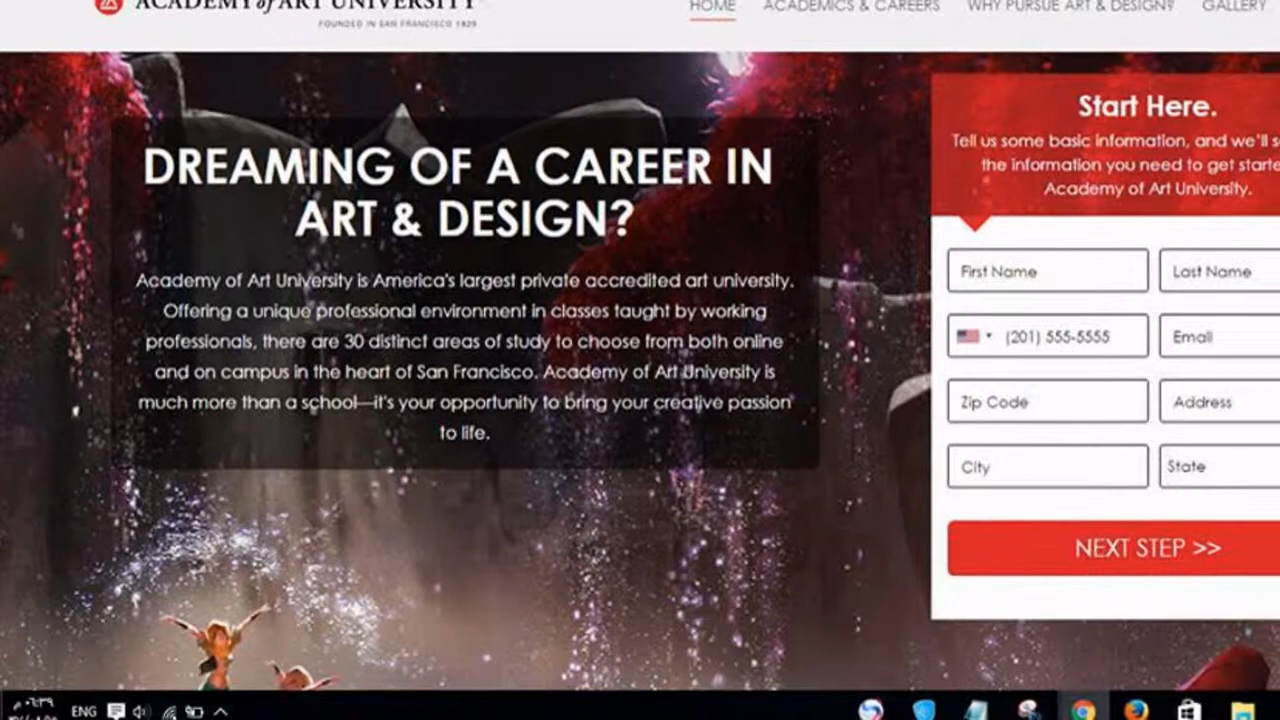 ACADEMY of ART UNIVERSITY
FOUNDED IN SAN FRANCISCO 1929
HOME ACADEMICS & CAREERS WHY PURSUE ART & DESIGN? GALLERY
DREAMING OF A CAREER IN
ART & DESIGN?
Academy of Art University is America's largest private accredited art university.
Offering a unique professional environment in classes taught by working
professionals, there are 30 distinct areas of study to choose from both online
and on campus in the heart of San Francisco. Academy of Art University is
much more than a school—it's your opportunity to bring your creative passion
to life.
Start Here.
Tell us some basic information, and we'll
the information you need to get
Academy of Art University.
First Name Last Name
(201) 555-5555 Email
Zip Code Address
City State
NEXT STEP >>
ENG